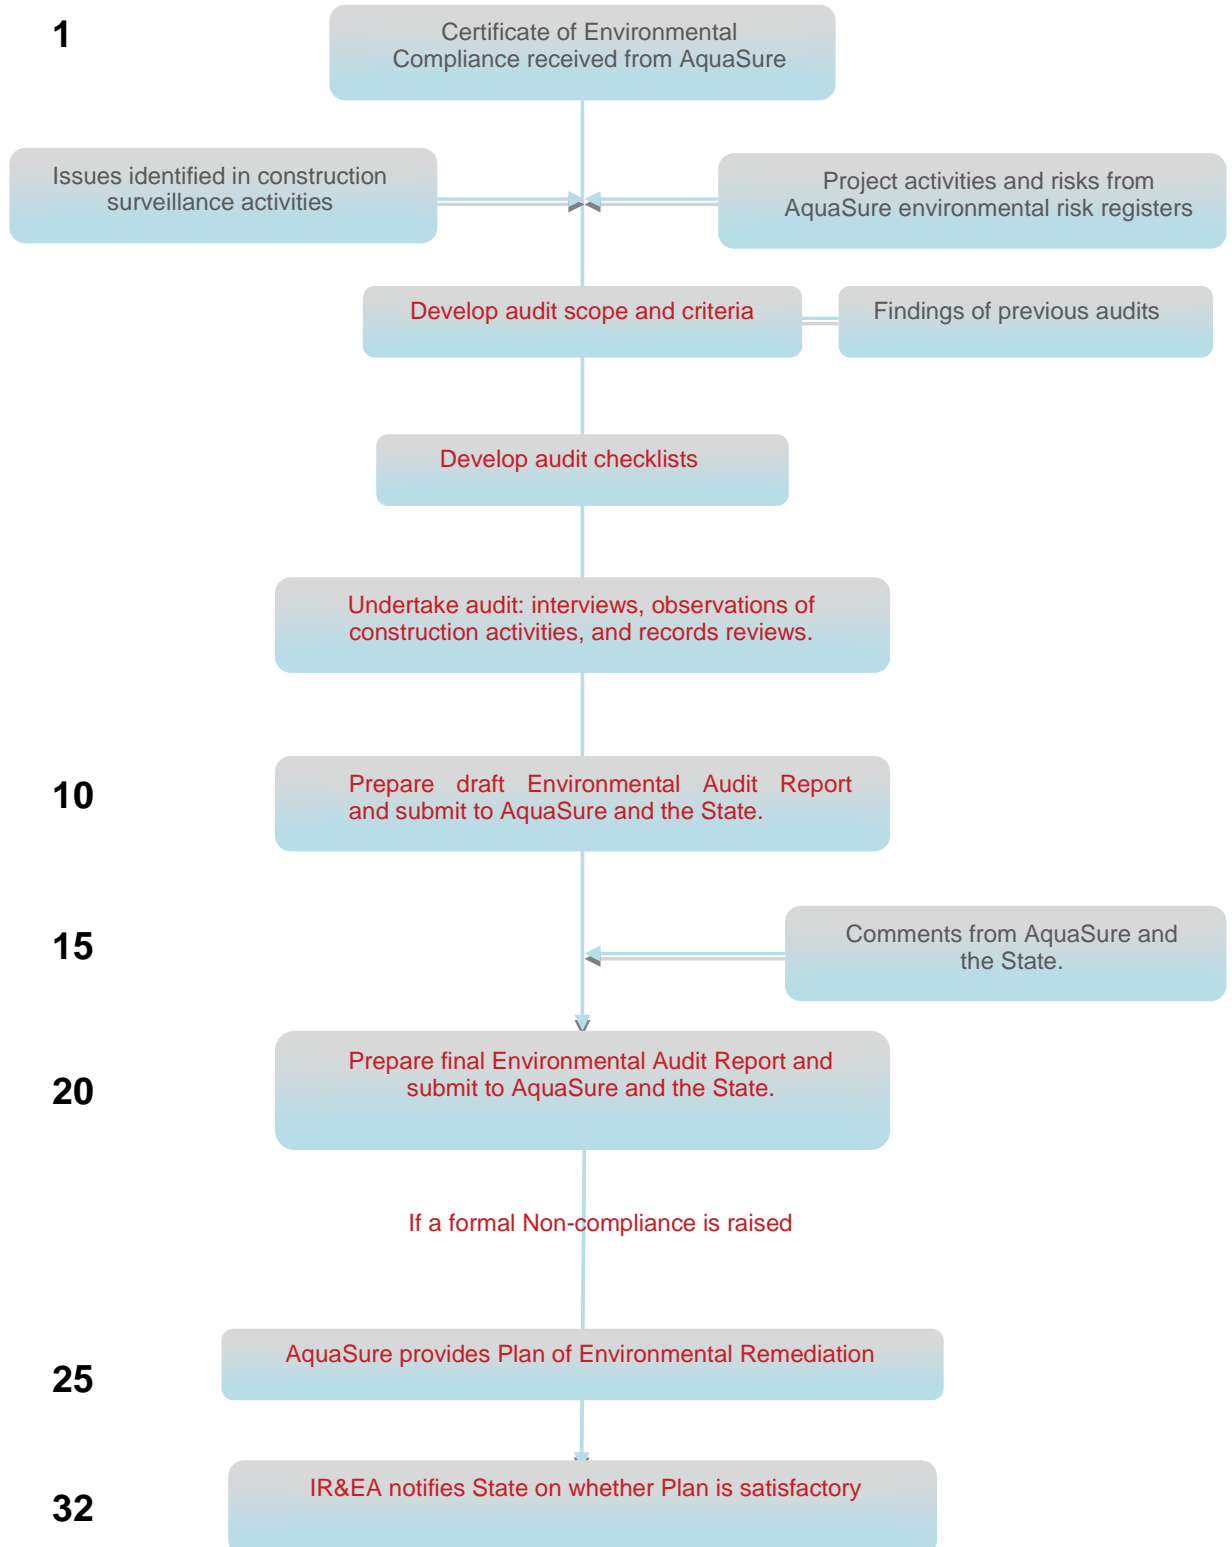 1
Certificate of Environmental
Compliance received from AquaSure
Issues identified in construction
surveillance activities
Project activities and risks from
AquaSure environmental risk registers
Develop audit scope and criteria
Findings of previous audits
Develop audit checklists
Undertake audit: interviews, observations of
construction activities, and records reviews.
10
Prepare draft Environmental Audit Report
and submit to AquaSure and the State.
15
Comments from AquaSure and
the State.
20
Prepare final Environmental Audit Report and
submit to AquaSure and the State.
If a formal Non-compliance is raised
25
AquaSure provides Plan of Environmental Remediation
32
IR&EA notifies State on whether Plan is satisfactory